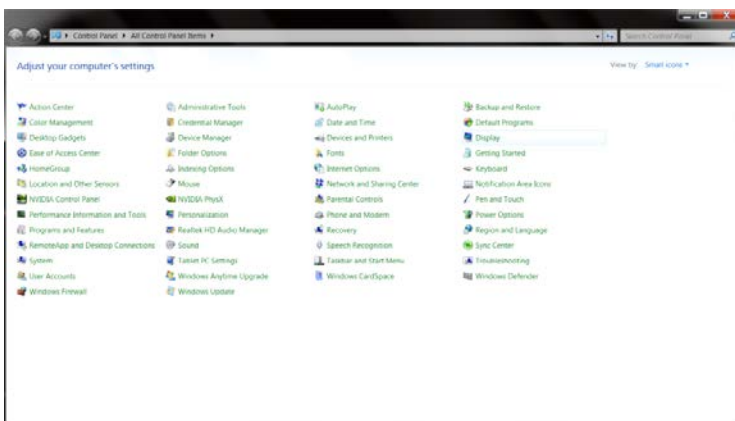 Control Panel ▸ All Control Panel Items ▸
Search Control Panel
Adjust your computer's settings
View by: Small icons
Action Center
Administrative Tools
AutoPlay
Backup and Restore
Color Management
Credential Manager
Date and Time
Default Programs
Desktop Gadgets
Device Manager
Devices and Printers
Display
Ease of Access Center
Folder Options
Fonts
Getting Started
HomeGroup
Indexing Options
Internet Options
Keyboard
Location and Other Sensors
Mouse
Network and Sharing Center
Notification Area Icons
NVIDIA Control Panel
NVIDIA PhysX
Parental Controls
Pen and Touch
Performance Information and Tools
Personalization
Phone and Modem
Power Options
Programs and Features
Realtek HD Audio Manager
Recovery
Region and Language
RemoteApp and Desktop Connections
Sound
Speech Recognition
Sync Center
System
Tablet PC Settings
Taskbar and Start Menu
Troubleshooting
User Accounts
Windows Anytime Upgrade
Windows CardSpace
Windows Defender
Windows Firewall
Windows Update